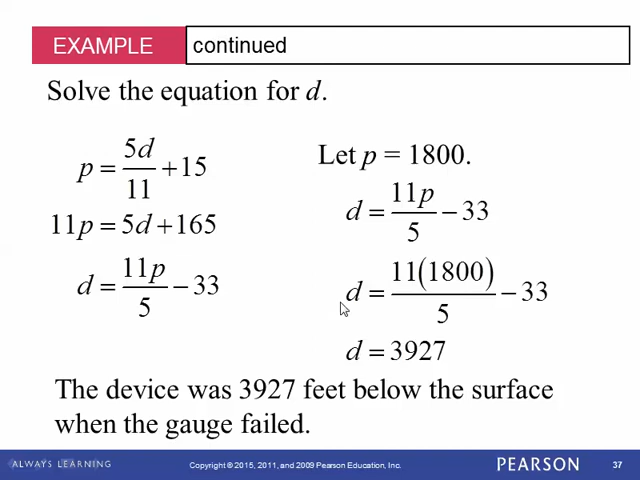 EXAMPLE continued
Solve the equation for d.
p = 5d/11 + 15
11p = 5d + 165
d = 11p/5 − 33
Let p = 1800.
d = 11p/5 − 33
d = 11(1800)/5 − 33
d = 3927
The device was 3927 feet below the surface
when the gauge failed.
ALWAYS LEARNING Copyright © 2015, 2011, and 2009 Pearson Education, Inc. PEARSON 37